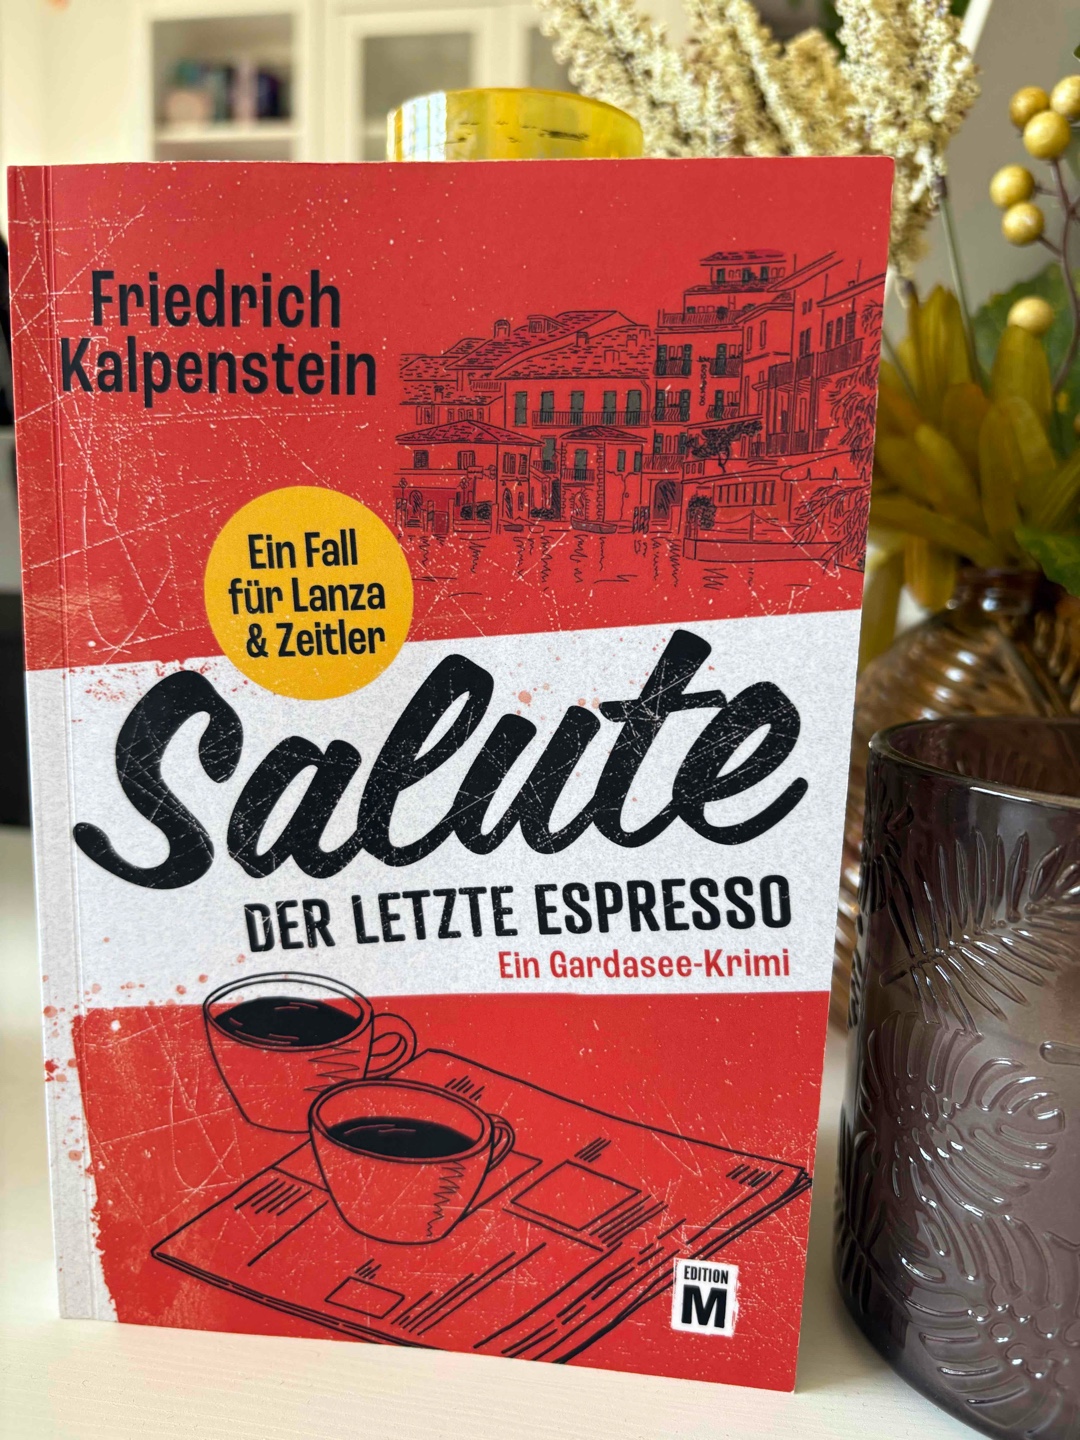 Friedrich
Kalpenstein
Ein Fall
für Lanza
& Zeitler
Salute
DER LETZTE ESPRESSO
Ein Gardasee-Krimi
EDITION
M